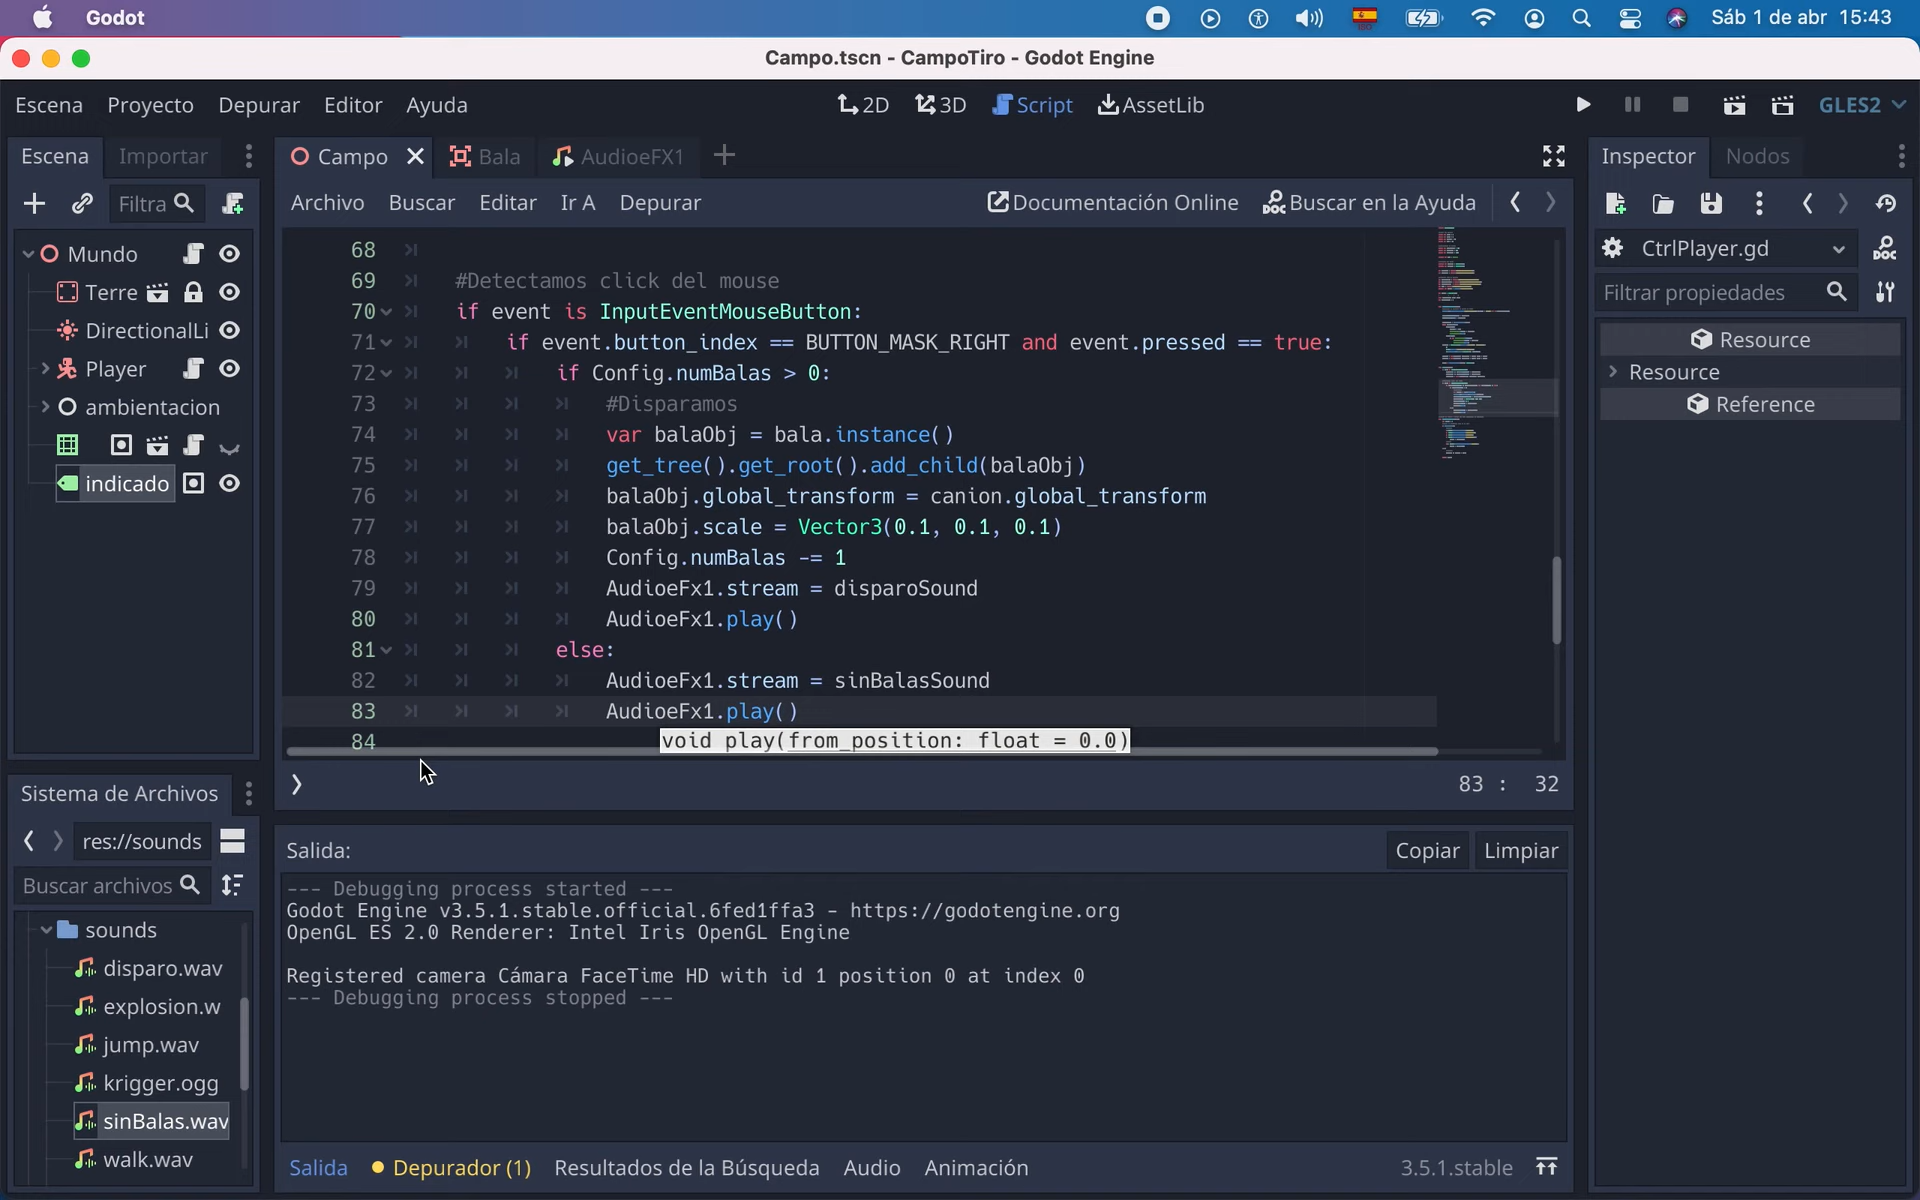 Godot
Sáb 1 de abr 15:43
Campo.tscn - CampoTiro - Godot Engine
Escena Proyecto Depurar Editor Ayuda
2D 3D Script AssetLib
GLES2
Escena Importar
Campo Bala AudioeFX1
Inspector Nodos
Filtra
Archivo Buscar Editar Ir A Depurar
Documentación Online Buscar en la Ayuda
Mundo
Terre
DirectionalLi
Player
ambientacion
indicado
68
69 #Detectamos click del mouse
70 if event is InputEventMouseButton:
71 if event.button_index == BUTTON_MASK_RIGHT and event.pressed == true:
72 if Config.numBalas > 0:
73 #Disparamos
74 var balaObj = bala.instance()
75 get_tree().get_root().add_child(balaObj)
76 balaObj.global_transform = canion.global_transform
77 balaObj.scale = Vector3(0.1, 0.1, 0.1)
78 Config.numBalas -= 1
79 AudioeFx1.stream = disparoSound
80 AudioeFx1.play()
81 else:
82 AudioeFx1.stream = sinBalasSound
83 AudioeFx1.play()
84
void play(from_position: float = 0.0)
83 : 32
CtrlPlayer.gd
Filtrar propiedades
Resource
Resource
Reference
Sistema de Archivos
res://sounds
Buscar archivos
sounds
disparo.wav
explosion.w
jump.wav
krigger.ogg
sinBalas.wav
walk.wav
Salida:
Copiar Limpiar
--- Debugging process started ---
Godot Engine v3.5.1.stable.official.6fed1ffa3 - https://godotengine.org
OpenGL ES 2.0 Renderer: Intel Iris OpenGL Engine
Registered camera Cámara FaceTime HD with id 1 position 0 at index 0
--- Debugging process stopped ---
Salida Depurador (1) Resultados de la Búsqueda Audio Animación
3.5.1.stable